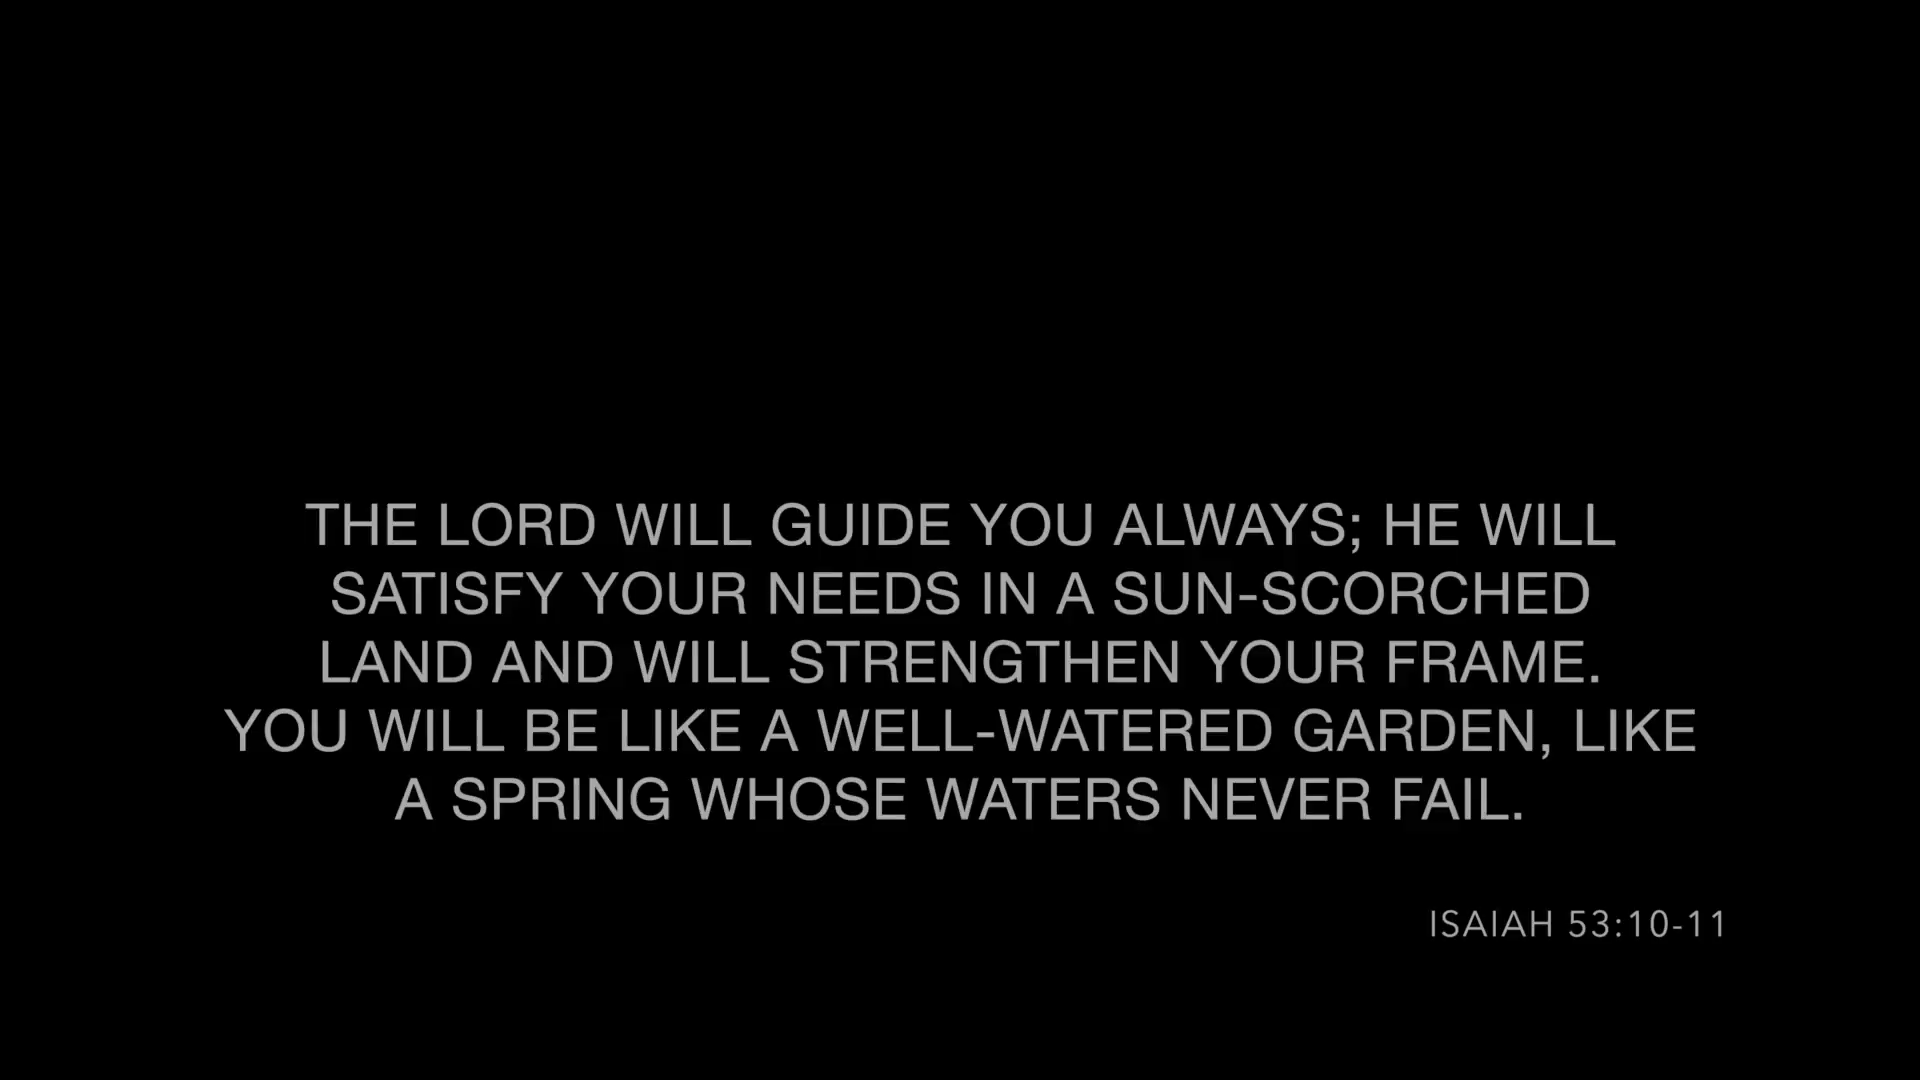 THE LORD WILL GUIDE YOU ALWAYS; HE WILL
SATISFY YOUR NEEDS IN A SUN-SCORCHED
LAND AND WILL STRENGTHEN YOUR FRAME.
YOU WILL BE LIKE A WELL-WATERED GARDEN, LIKE
A SPRING WHOSE WATERS NEVER FAIL.
ISAIAH 53:10-11